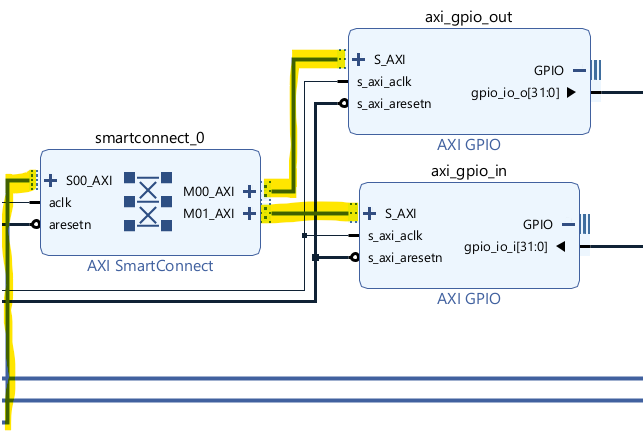 axi_gpio_out
S_AXI
s_axi_aclk
s_axi_aresetn
GPIO
gpio_io_o[31:0]
AXI GPIO
smartconnect_0
S00_AXI
aclk
aresetn
M00_AXI
M01_AXI
AXI SmartConnect
axi_gpio_in
S_AXI
s_axi_aclk
s_axi_aresetn
GPIO
gpio_io_i[31:0]
AXI GPIO